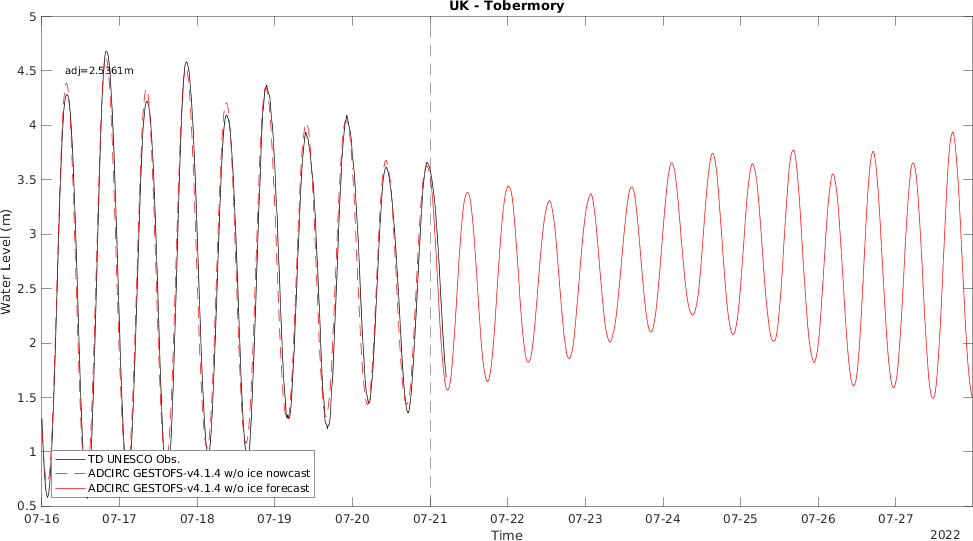 UK - Tobermory
adj=2.5361m
Water Level (m)
5
4.5
4
3.5
3
2.5
2
1.5
1
0.5
TD UNESCO Obs.
ADCIRC GESTOFS-v4.1.4 w/o ice nowcast
ADCIRC GESTOFS-v4.1.4 w/o ice forecast
07-16 07-17 07-18 07-19 07-20 07-21 07-22 07-23 07-24 07-25 07-26 07-27
2022
Time